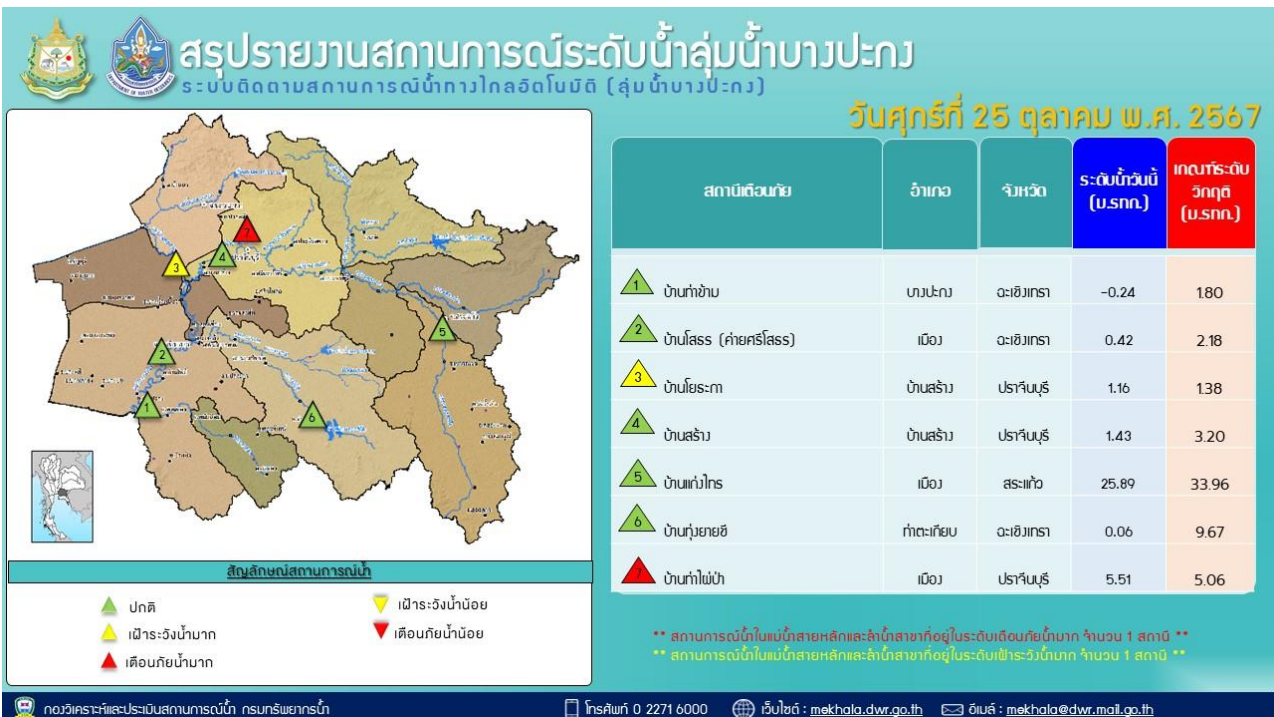 สรุปรายงานสถานการณ์ระดับน้ำลุ่มน้ำบางปะกง
ระบบติดตามสถานการณ์น้ำทางไกลอัตโนมัติ (ลุ่มน้ำบางปะกง)
วันศุกร์ที่ 25 ตุลาคม พ.ศ. 2567
สถานีเตือนภัย อำเภอ จังหวัด ระดับน้ำวันนี้ (ม.รทก.) เกณฑ์ระดับวิกฤติ (ม.รทก.)
1 บ้านท่าข้าม บางปะกง ฉะเชิงเทรา -0.24 1.80
2 บ้านโสธร (ค่ายศรีโสธร) เมือง ฉะเชิงเทรา 0.42 2.18
3 บ้านโยธะกา บ้านสร้าง ปราจีนบุรี 1.16 1.38
4 บ้านสร้าง บ้านสร้าง ปราจีนบุรี 1.43 3.20
5 บ้านแก่งไทร เมือง สระแก้ว 25.89 33.96
6 บ้านทุ่งยายชี ท่าตะเกียบ ฉะเชิงเทรา 0.06 9.67
7 บ้านท่าไผ่ป่า เมือง ปราจีนบุรี 5.51 5.06
7
4
3
5
2
1
6
สัญลักษณ์สถานการณ์น้ำ
ปกติ
เฝ้าระวังน้ำมาก
เตือนภัยน้ำมาก
เฝ้าระวังน้ำน้อย
เตือนภัยน้ำน้อย
** สถานการณ์น้ำในแม่น้ำสายหลักและลำน้ำสาขาที่อยู่ในระดับเตือนภัยน้ำมาก จำนวน 1 สถานี **
** สถานการณ์น้ำในแม่น้ำสายหลักและลำน้ำสาขาที่อยู่ในระดับเฝ้าระวังน้ำมาก จำนวน 1 สถานี **
กองวิเคราะห์และประเมินสถานการณ์น้ำ กรมทรัพยากรน้ำ โทรศัพท์ 0 2271 6000 เว็บไซต์ : mekhala.dwr.go.th อีเมล์ : mekhala@dwr.mail.go.th